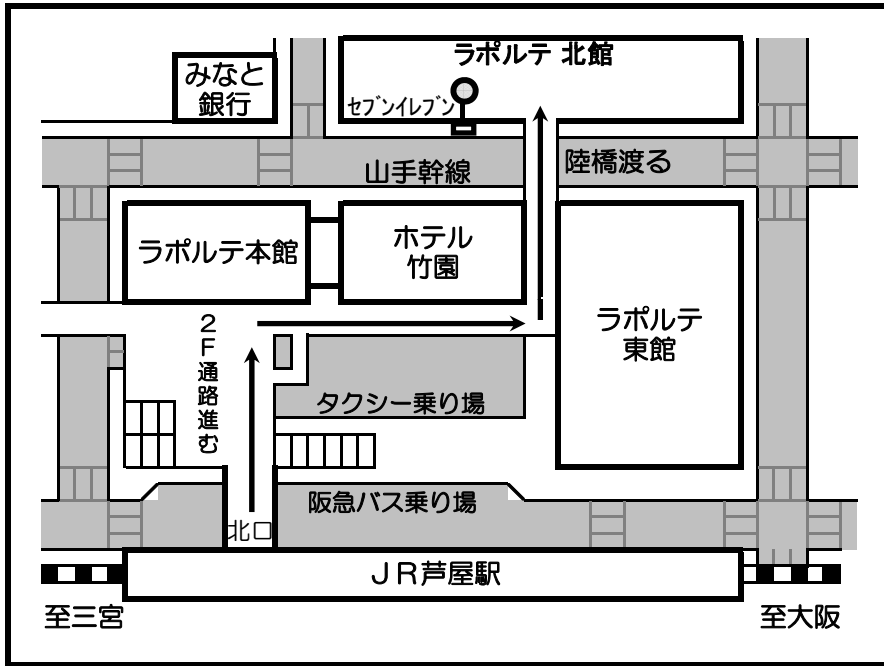 ラポルテ 北館
みなと
銀行
セブンイレブン
山手幹線
陸橋渡る
ラポルテ本館
ホテル
竹園
ラポルテ
東館
2F通路進む
タクシー乗り場
阪急バス乗り場
北口
JR芦屋駅
至三宮
至大阪